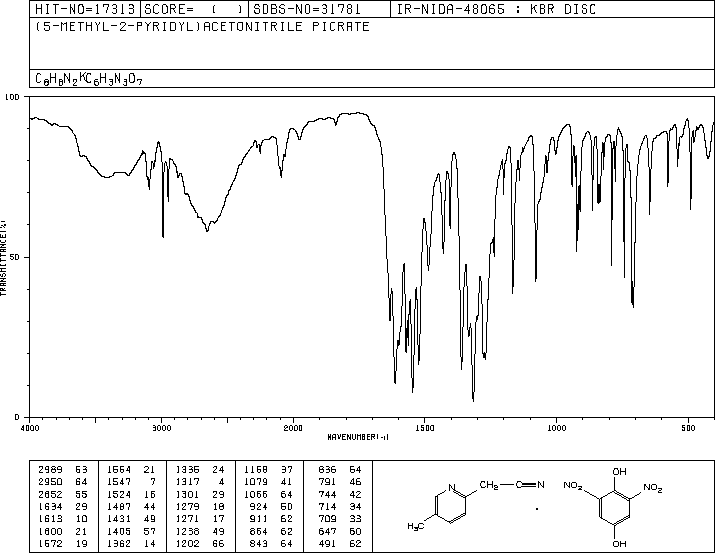 HIT-NO=17313 SCORE= ( ) SDBS-NO=31781 IR-NIDA-48065 : KBR DISC
(5-METHYL-2-PYRIDYL)ACETONITRILE PICRATE
C8H8N2·C6H3N3O7
100
50
0
TRANSMITTANCE(%)
4000 3000 2000 1500 1000 500
WAVENUMBER(-1)
2989 53 1564 21 1336 24 1168 37 836 64
2950 64 1547 7 1317 4 1079 41 791 46
2652 55 1524 16 1301 29 1066 64 744 42
1634 29 1487 44 1279 18 924 50 714 34
1613 10 1431 49 1271 17 911 62 709 33
1600 21 1405 57 1238 49 864 62 647 60
1572 19 1362 14 1202 66 843 64 491 62
N CH2 C N
H3C
OH
NO2 NO2
OH